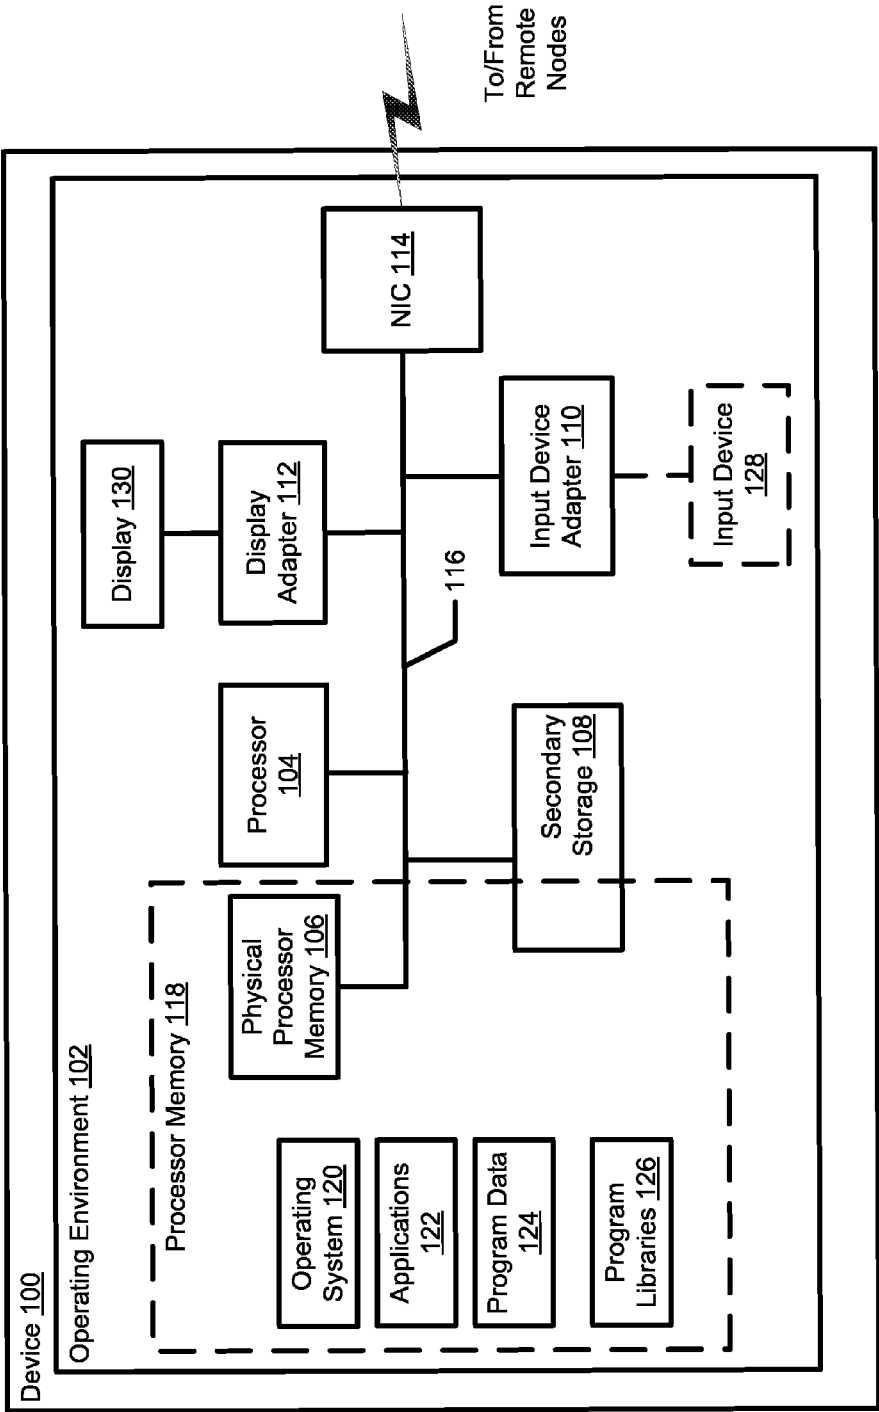 Device 100
Operating Environment 102
Processor Memory 118
Operating
System 120
Applications
122
Program Data
124
Program
Libraries 126
Physical
Processor
Memory 106
Processor
104
Secondary
Storage 108
116
Display 130
Display
Adapter 112
Input Device
Adapter 110
Input Device
128
NIC 114
To/From
Remote
Nodes